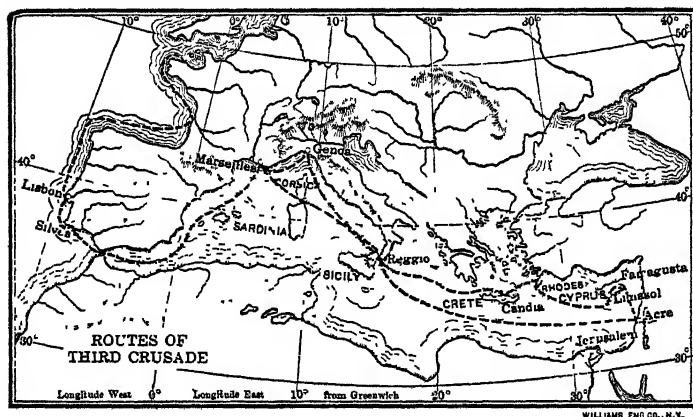 10° 0° 10° 20° 30° 40°
50°
40°
Lisbon
Silves
Marseilles
Genoa
CORSICA
SARDINIA
40°
SICILY
Reggio
CRETE
Candia
RHODES
CYPRUS
Famagusta
Limasol
Acre
Jerusalem
30°
30°
ROUTES OF
THIRD CRUSADE
Longitude West 0° Longitude East 10° from Greenwich 20° 30°
WILLIAMS ENG CO., N.Y.